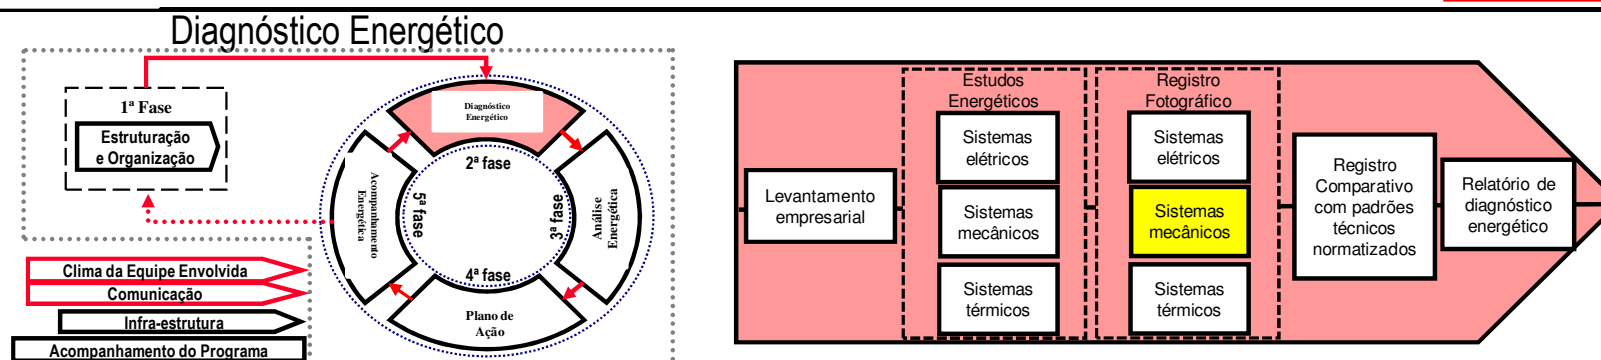 Diagnóstico Energético
1ª Fase
Estruturação
e Organização
Diagnóstico
Energético
2ª fase
Análise
Energética
3ª fase
4ª fase
Plano de
Ação
5ª fase
Acompanhamento
Energética
Clima da Equipe Envolvida
Comunicação
Infra-estrutura
Acompanhamento do Programa
Levantamento
empresarial
Estudos
Energéticos
Sistemas
elétricos
Sistemas
mecânicos
Sistemas
térmicos
Registro
Fotográfico
Sistemas
elétricos
Sistemas
mecânicos
Sistemas
térmicos
Registro
Comparativo
com padrões
técnicos
normatizados
Relatório de
diagnóstico
energético